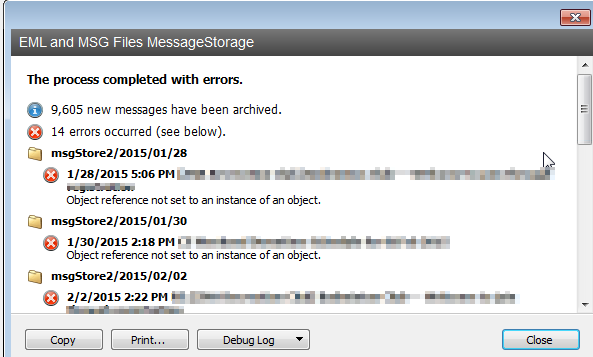 EML and MSG Files MessageStorage
The process completed with errors.
9,605 new messages have been archived.
14 errors occurred (see below).
msgStore2/2015/01/28
1/28/2015 5:06 PM
Object reference not set to an instance of an object.
msgStore2/2015/01/30
1/30/2015 2:18 PM
Object reference not set to an instance of an object.
msgStore2/2015/02/02
2/2/2015 2:22 PM
Copy Print... Debug Log Close